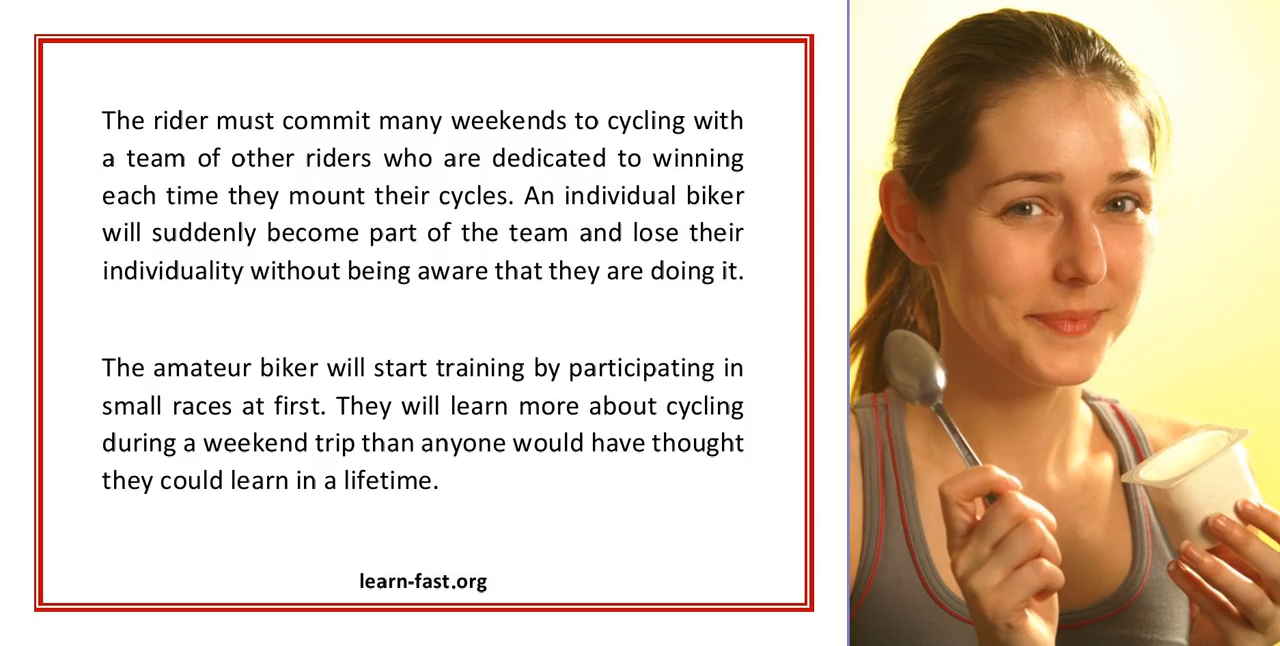 The rider must commit many weekends to cycling with
a team of other riders who are dedicated to winning
each time they mount their cycles. An individual biker
will suddenly become part of the team and lose their
individuality without being aware that they are doing it.
The amateur biker will start training by participating in
small races at first. They will learn more about cycling
during a weekend trip than anyone would have thought
they could learn in a lifetime.
learn-fast.org